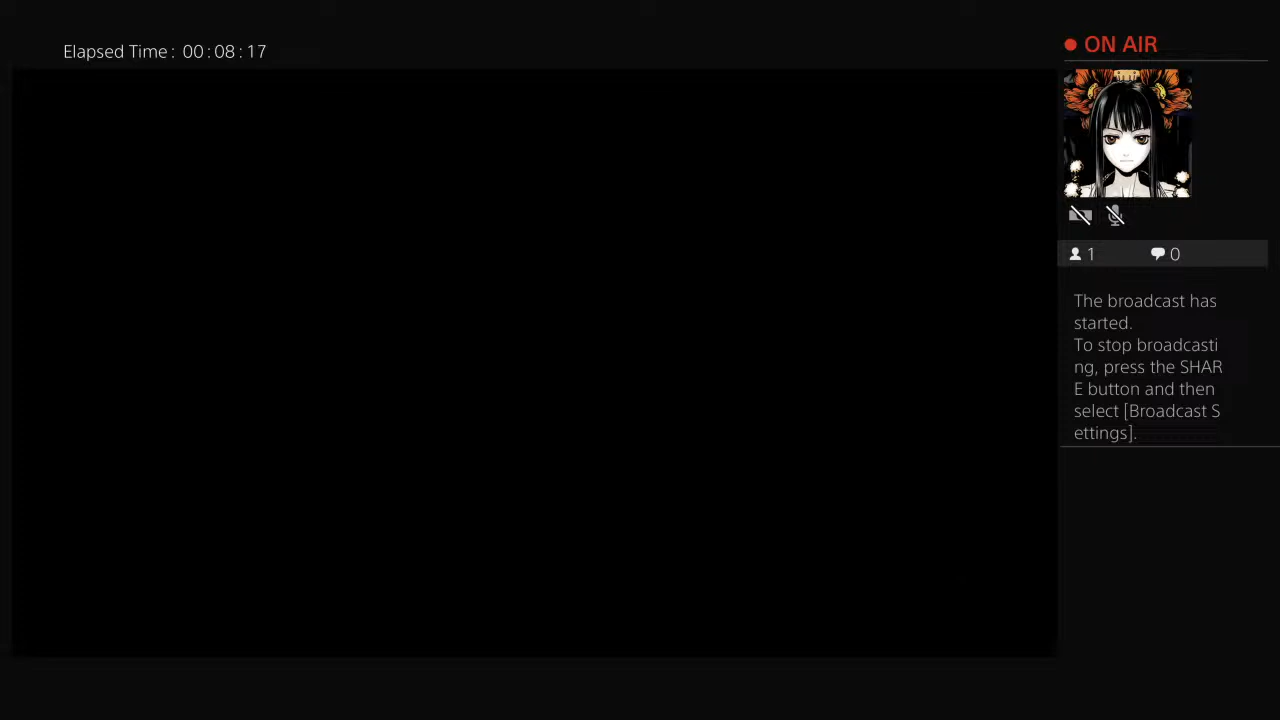 Elapsed Time: 00:08:17
ON AIR
1 0
The broadcast has
started.
To stop broadcasti
ng, press the SHAR
E button and then
select [Broadcast S
ettings].